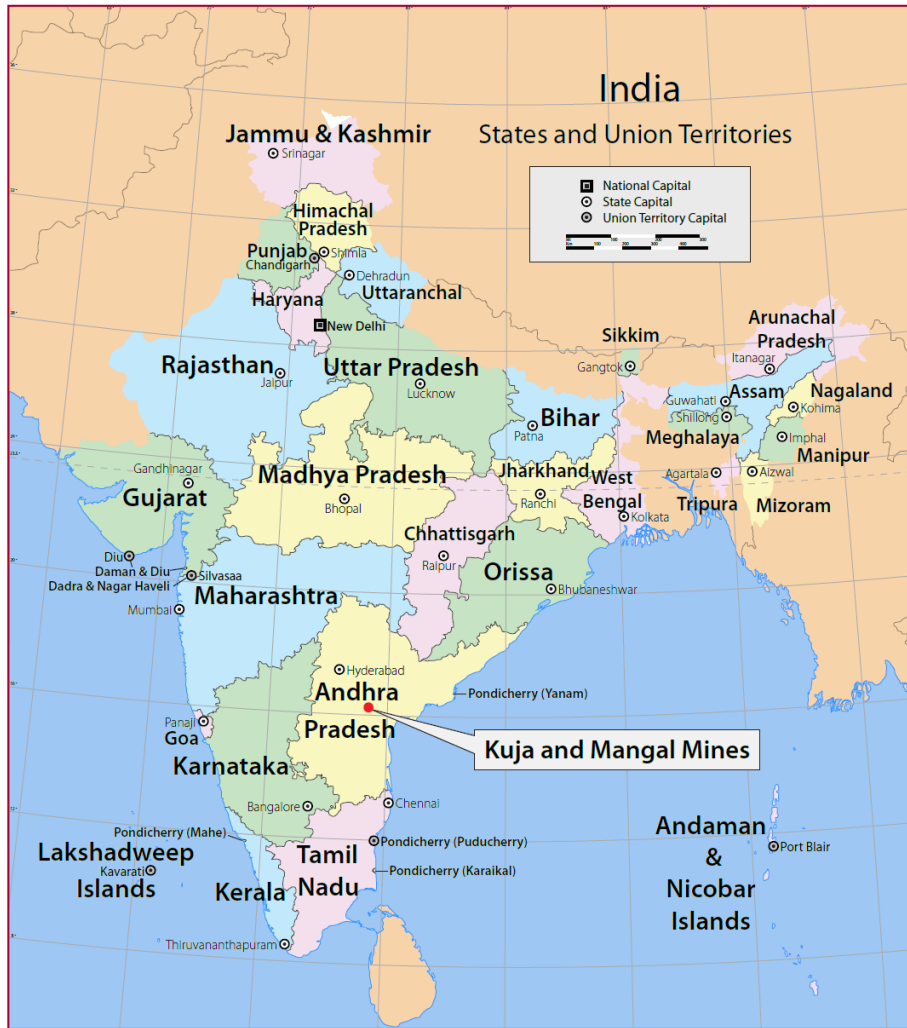 India
States and Union Territories
National Capital
State Capital
Union Territory Capital
Jammu & Kashmir
Srinagar
Himachal
Pradesh
Shimla
Punjab
Chandigarh
Dehradun
Uttaranchal
Haryana
New Delhi
Rajasthan
Jaipur
Uttar Pradesh
Lucknow
Sikkim
Gangtok
Arunachal
Pradesh
Itanagar
Assam
Guwahati
Nagaland
Kohima
Shillong
Meghalaya
Imphal
Manipur
Bihar
Patna
Gandhinagar
Gujarat
Madhya Pradesh
Bhopal
Jharkhand
Ranchi
West
Bengal
Kolkata
Agartala
Tripura
Aizwal
Mizoram
Chhattisgarh
Raipur
Diu
Daman & Diu
Dadra & Nagar Haveli
Silvasaa
Mumbai
Maharashtra
Orissa
Bhubaneshwar
Hyderabad
Andhra
Pradesh
Pondicherry (Yanam)
Kuja and Mangal Mines
Panaji
Goa
Karnataka
Bangalore
Chennai
Pondicherry (Mahe)
Pondicherry (Puducherry)
Lakshadweep
Islands
Kavarati
Tamil
Nadu
Pondicherry (Karaikal)
Kerala
Thiruvananthapuram
Andaman
&
Nicobar
Islands
Port Blair